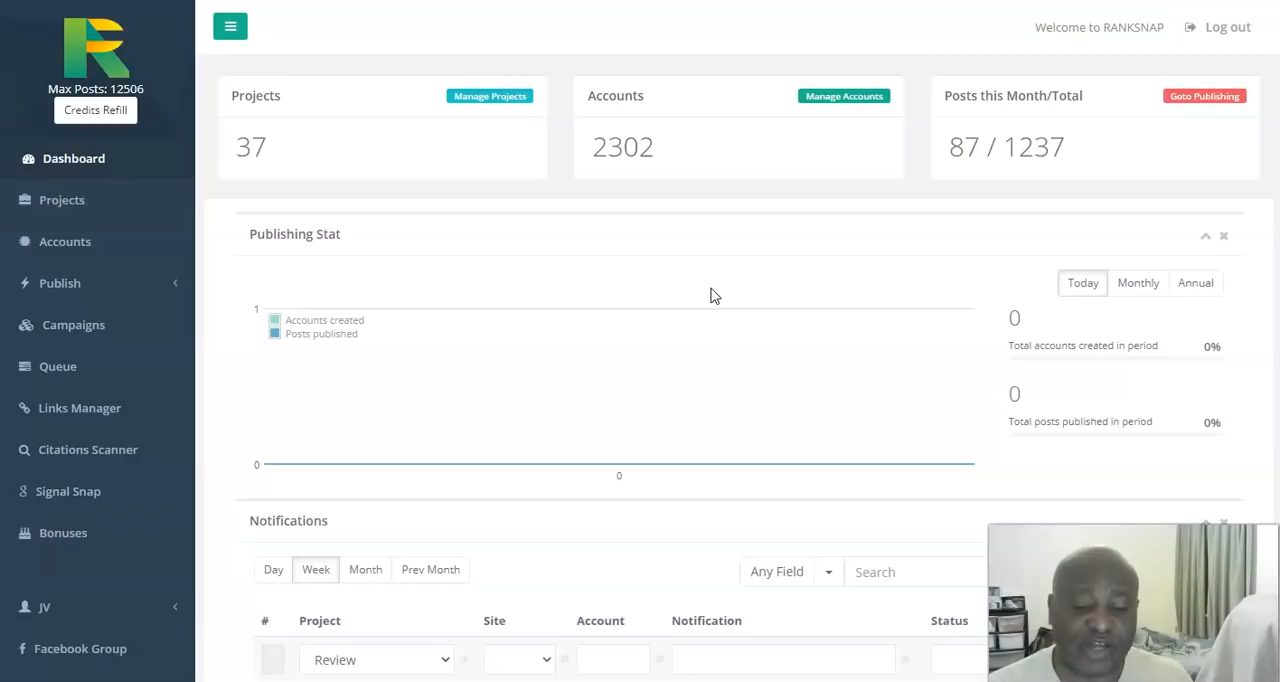 Max Posts: 12506
Credits Refill
Dashboard
Projects
Accounts
Publish
Campaigns
Queue
Links Manager
Citations Scanner
Signal Snap
Bonuses
JV
Facebook Group
Welcome to RANKSNAP
Log out
Projects
Manage Projects
37
Accounts
Manage Accounts
2302
Posts this Month/Total
Goto Publishing
87 / 1237
Publishing Stat
Today
Monthly
Annual
1
Accounts created
Posts published
0
0
0
Total accounts created in period
0%
0
Total posts published in period
0%
Notifications
Day
Week
Month
Prev Month
Any Field
Search
# Project Site Account Notification Status
Review